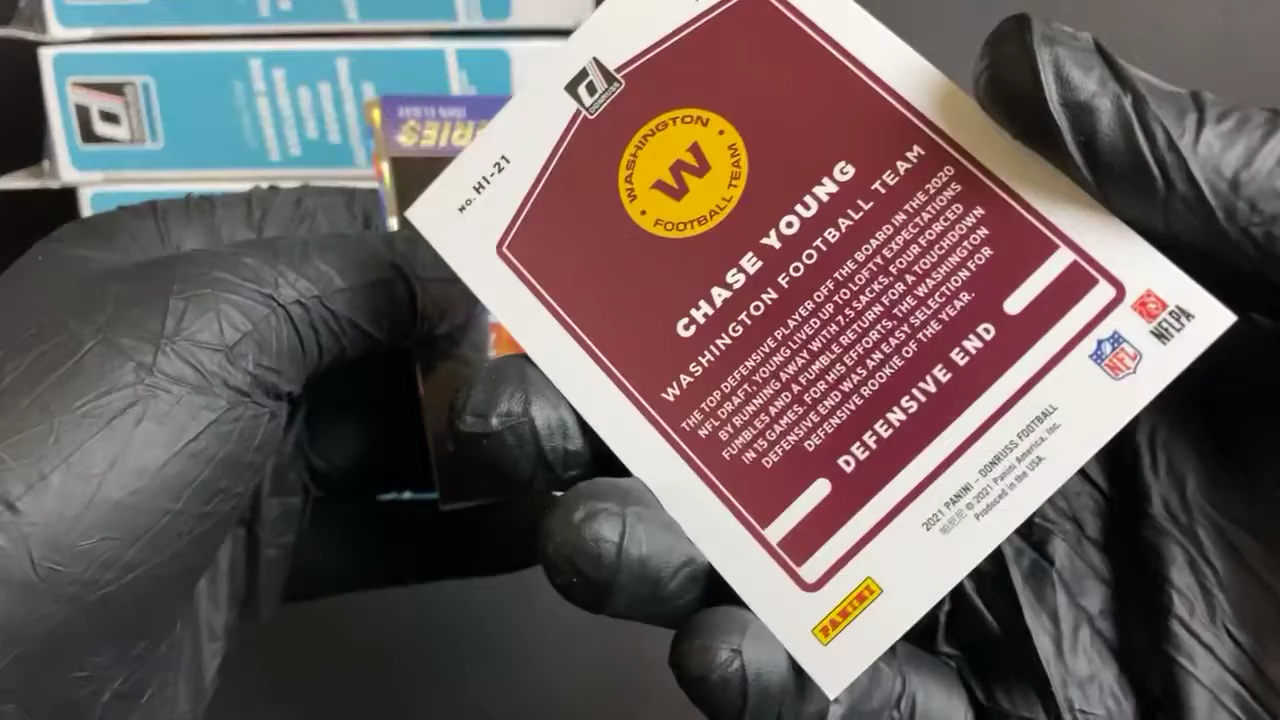 JOHN ELWAY
No. HI-21
DONRUSS
WASHINGTON
W
FOOTBALL TEAM
CHASE YOUNG
WASHINGTON FOOTBALL TEAM
THE TOP DEFENSIVE PLAYER OFF THE BOARD IN THE 2020
NFL DRAFT, YOUNG LIVED UP TO LOFTY EXPECTATIONS
BY RUNNING AWAY WITH 7.5 SACKS, FOUR FORCED
FUMBLES AND A FUMBLE RETURN FOR A TOUCHDOWN
IN 15 GAMES. FOR HIS EFFORTS, THE WASHINGTON
DEFENSIVE END WAS AN EASY SELECTION FOR
DEFENSIVE ROOKIE OF THE YEAR.
DEFENSIVE END
NFL
NFLPA
2021 PANINI – DONRUSS FOOTBALL
© 2021 Panini America, Inc.
Produced in the USA.
PANINI